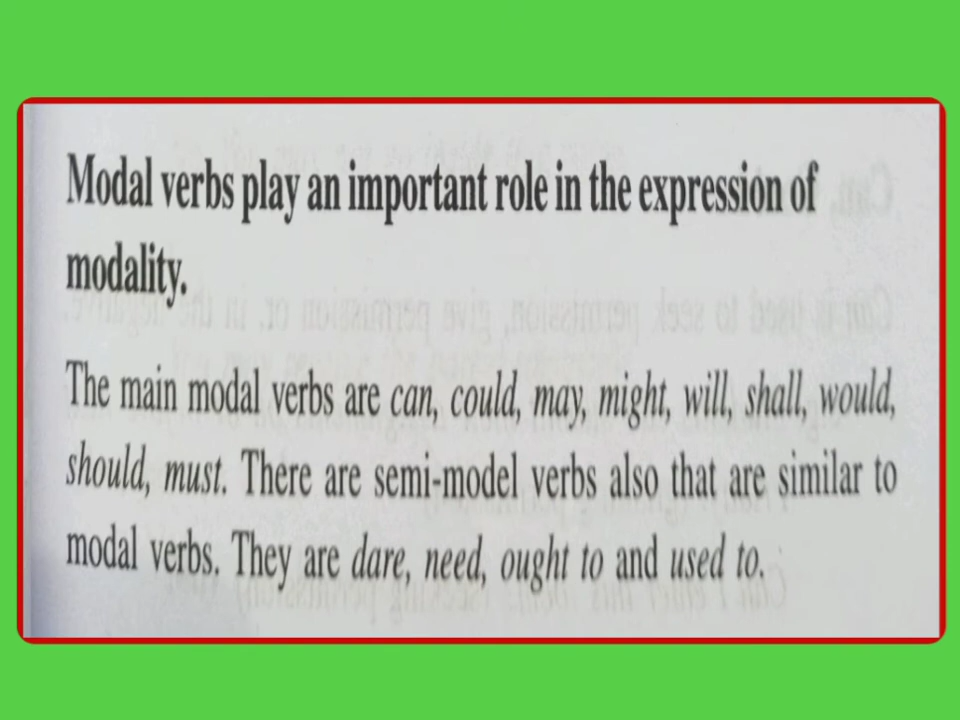 Modal verbs play an important role in the expression of
modality.
The main modal verbs are can, could, may, might, will, shall, would,
should, must. There are semi-model verbs also that are similar to
modal verbs. They are dare, need, ought to and used to.